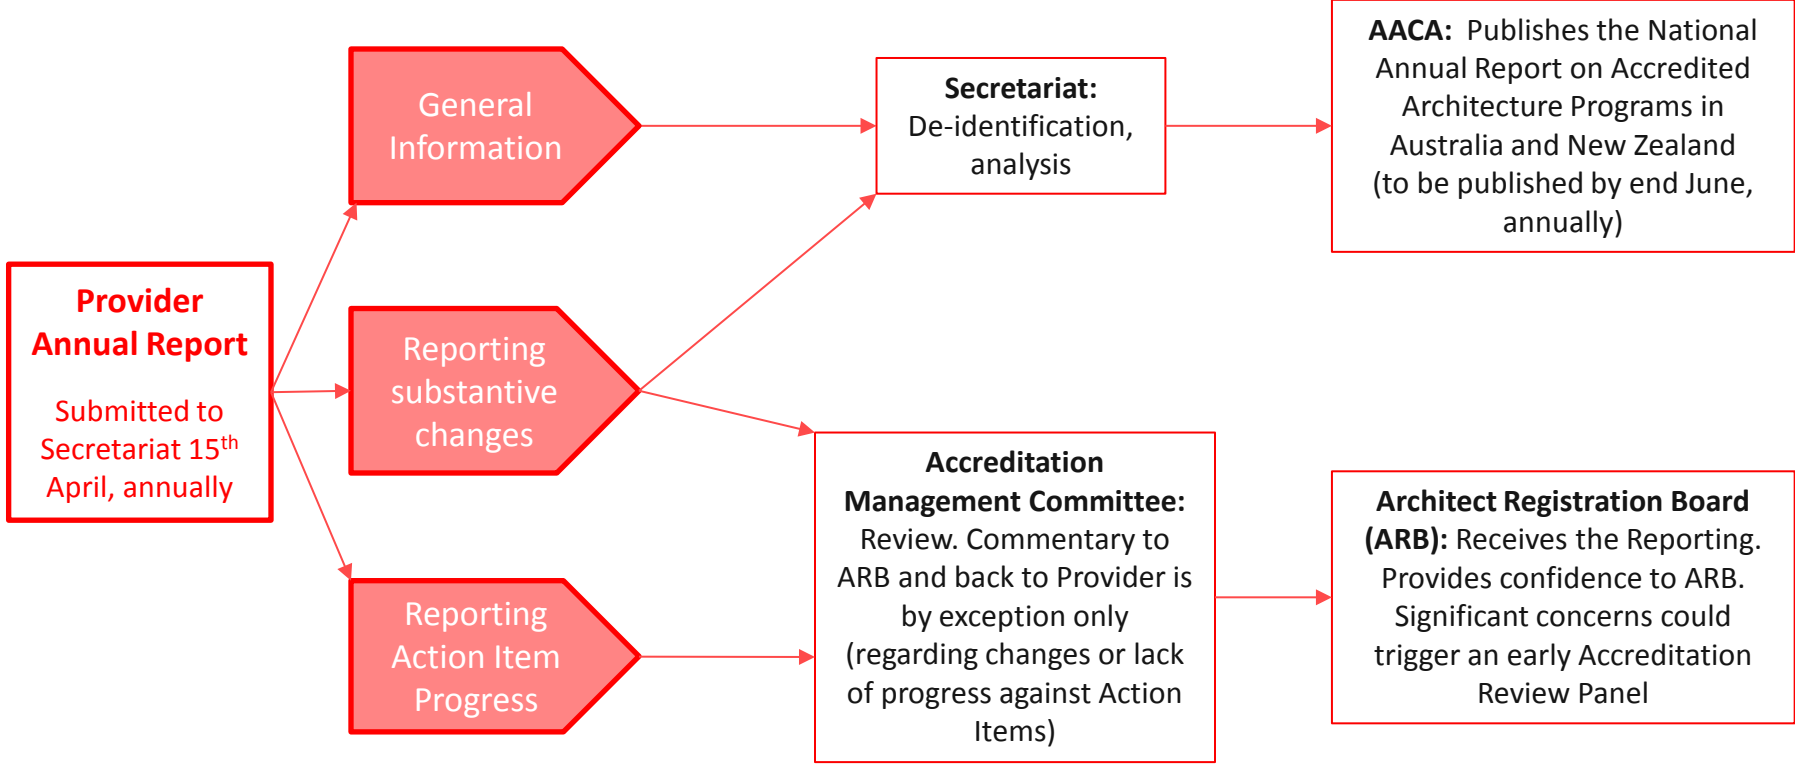 Provider
Annual Report
Submitted to
Secretariat 15th
April, annually
General
Information
Reporting
substantive
changes
Reporting
Action Item
Progress
Secretariat:
De-identification,
analysis
Accreditation
Management Committee:
Review. Commentary to
ARB and back to Provider is
by exception only
(regarding changes or lack
of progress against Action
Items)
AACA: Publishes the National
Annual Report on Accredited
Architecture Programs in
Australia and New Zealand
(to be published by end June,
annually)
Architect Registration Board
(ARB): Receives the Reporting.
Provides confidence to ARB.
Significant concerns could
trigger an early Accreditation
Review Panel